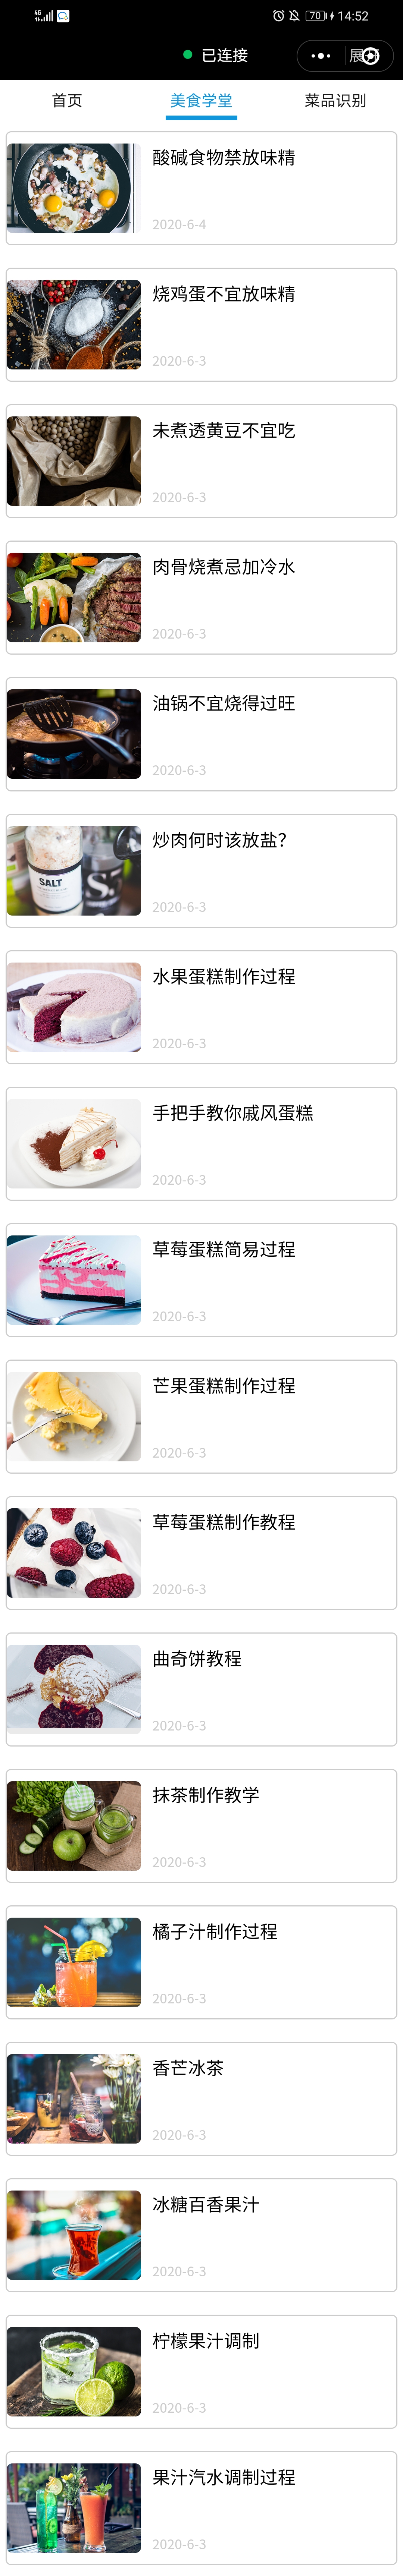 4G
70
14:52
已连接
首页
美食学堂
菜品识别
酸碱食物禁放味精
2020-6-4
烧鸡蛋不宜放味精
2020-6-3
未煮透黄豆不宜吃
2020-6-3
肉骨烧煮忌加冷水
2020-6-3
油锅不宜烧得过旺
2020-6-3
炒肉何时该放盐?
SALT
2020-6-3
水果蛋糕制作过程
2020-6-3
手把手教你戚风蛋糕
2020-6-3
草莓蛋糕简易过程
2020-6-3
芒果蛋糕制作过程
2020-6-3
草莓蛋糕制作教程
2020-6-3
曲奇饼教程
2020-6-3
抹茶制作教学
2020-6-3
橘子汁制作过程
2020-6-3
香芒冰茶
2020-6-3
冰糖百香果汁
2020-6-3
柠檬果汁调制
2020-6-3
果汁汽水调制过程
2020-6-3